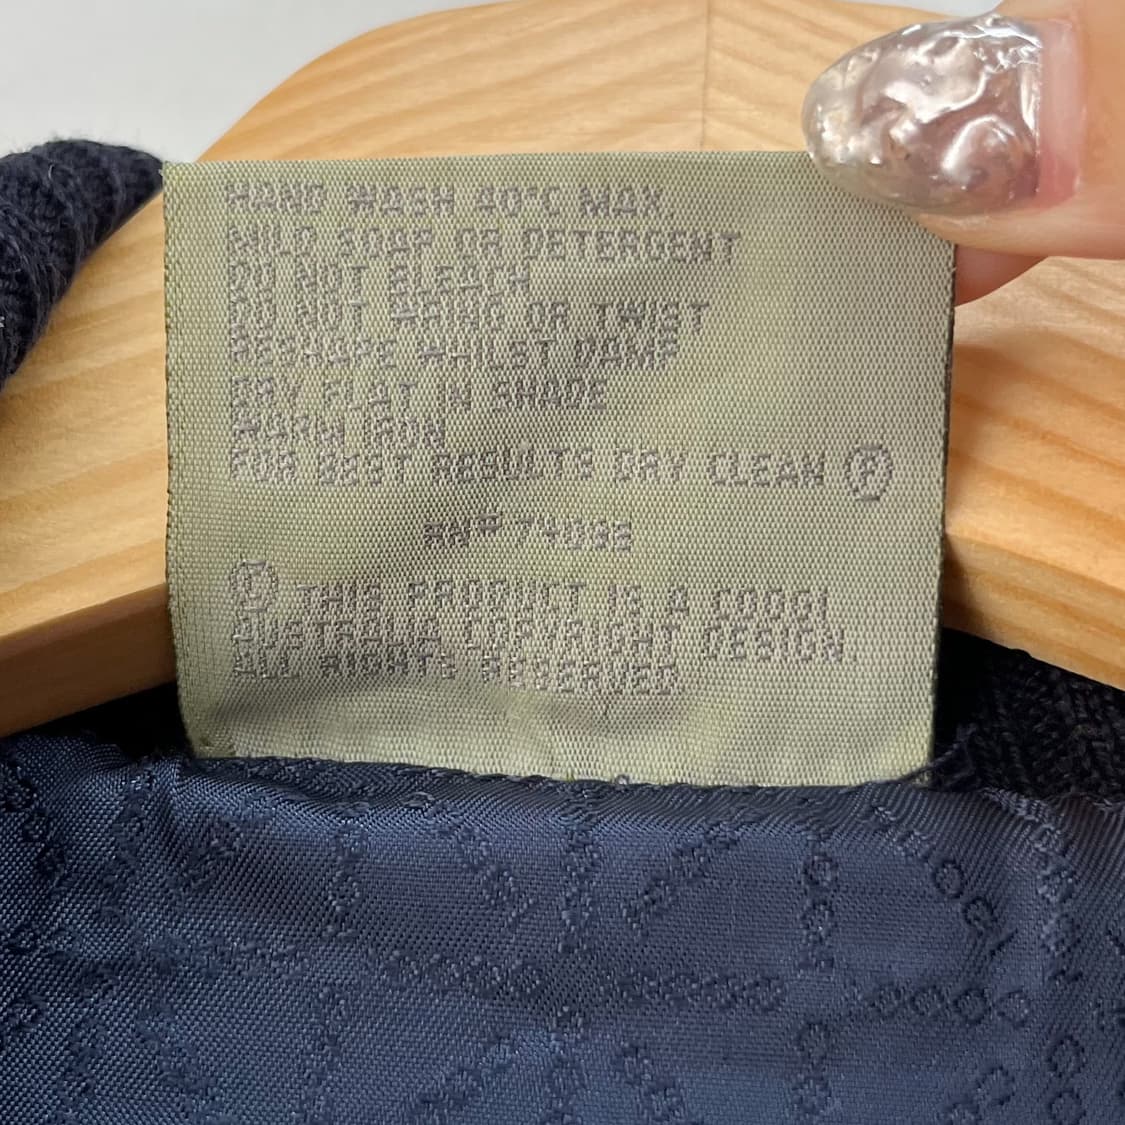 HAND WASH 40°C MAX.
MILD SOAP OR DETERGENT
DO NOT BLEACH
DO NOT WRING OR TWIST
RESHAPE WHILST DAMP
DRY FLAT IN SHADE
WARM IRON
FOR BEST RESULTS DRY CLEAN Ⓟ
RN# 74098
THIS PRODUCT IS A COOGI
AUSTRALIA COPYRIGHT DESIGN.
ALL RIGHTS RESERVED